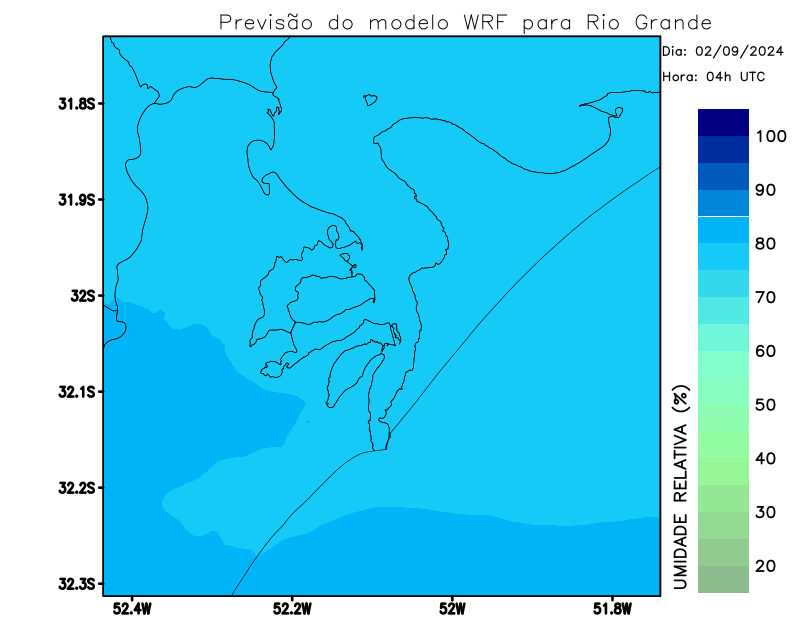 Previsão do modelo WRF para Rio Grande
Dia: 02/09/2024
Hora: 04h UTC
31.8S
31.9S
32S
32.1S
32.2S
32.3S
52.4W
52.2W
52W
51.8W
100
90
80
70
60
50
40
30
20
UMIDADE RELATIVA (%)